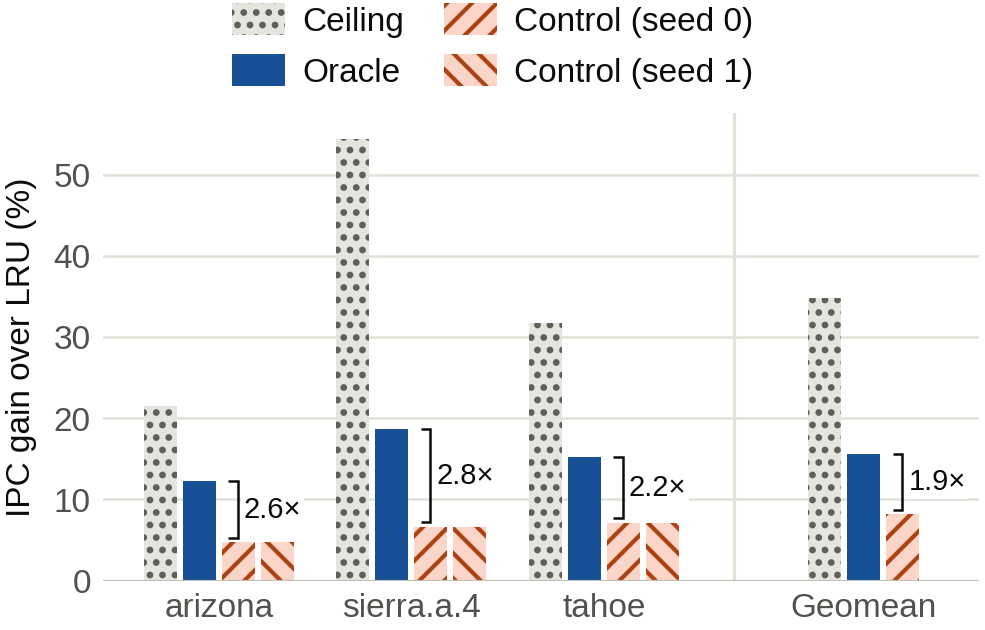 Ceiling Control (seed 0)
Oracle Control (seed 1)
IPC gain over LRU (%)
50
40
30
20
10
0
2.6×
2.8×
2.2×
1.9×
arizona sierra.a.4 tahoe Geomean